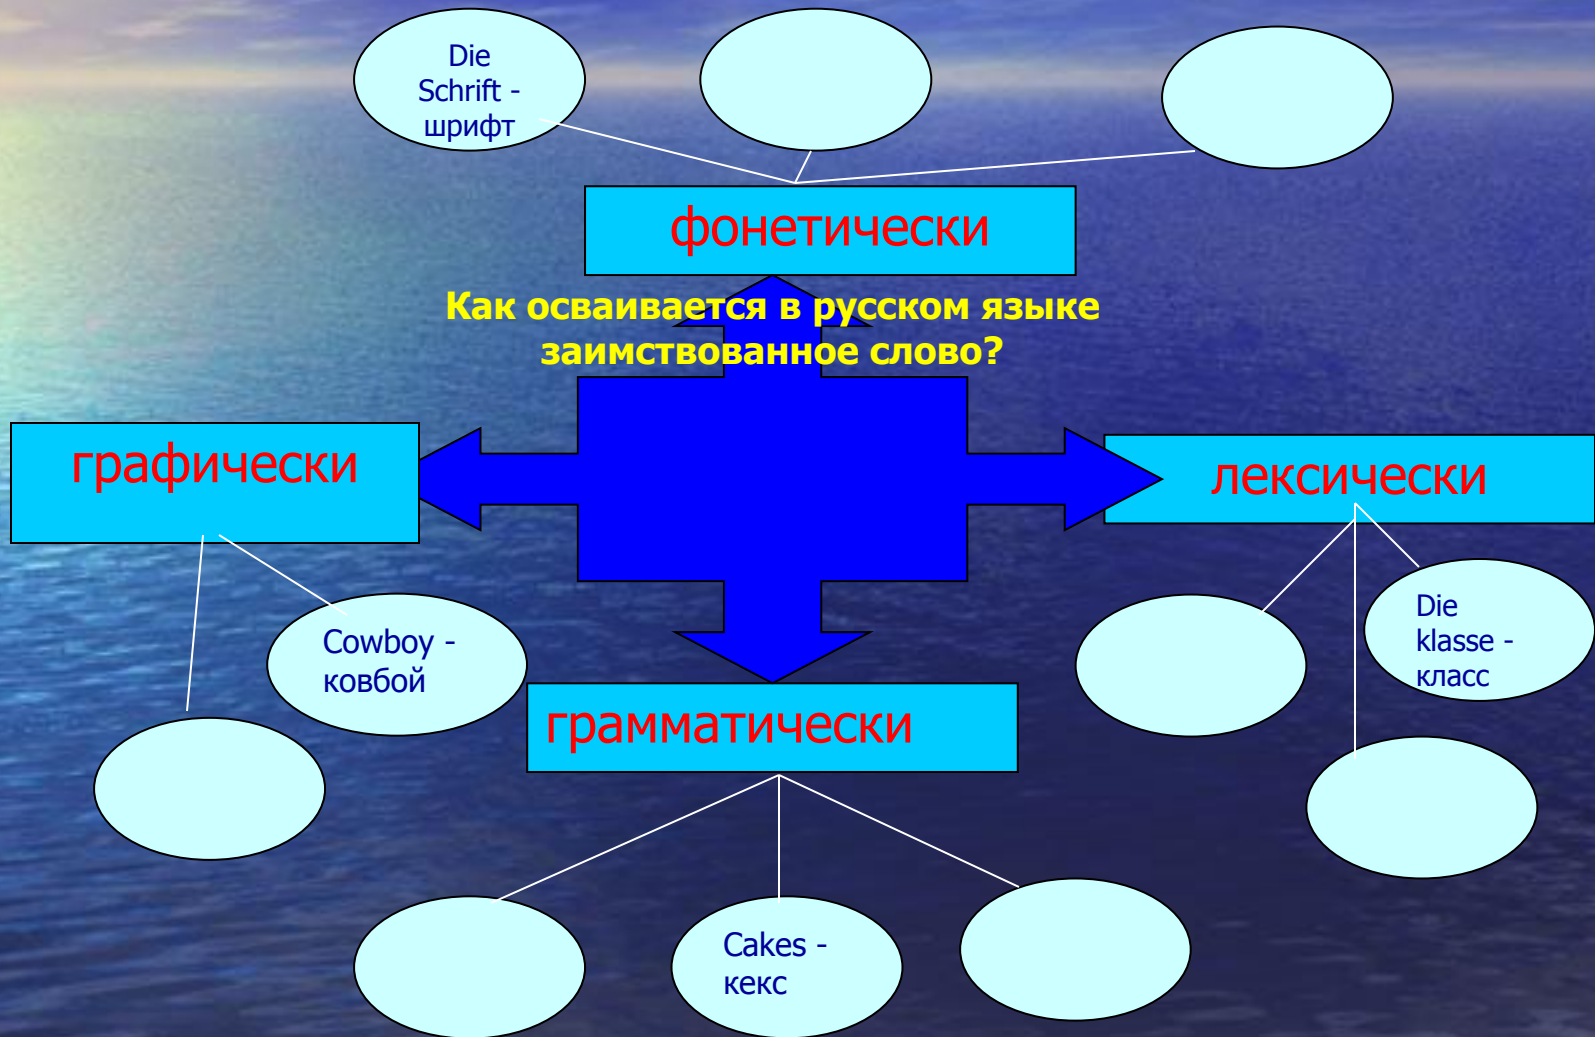 Die
Schrift -
шрифт
фонетически
Как осваивается в русском языке
заимствованное слово?
графически
лексически
Cowboy -
ковбой
Die
klasse -
класс
грамматически
Cakes -
кекс